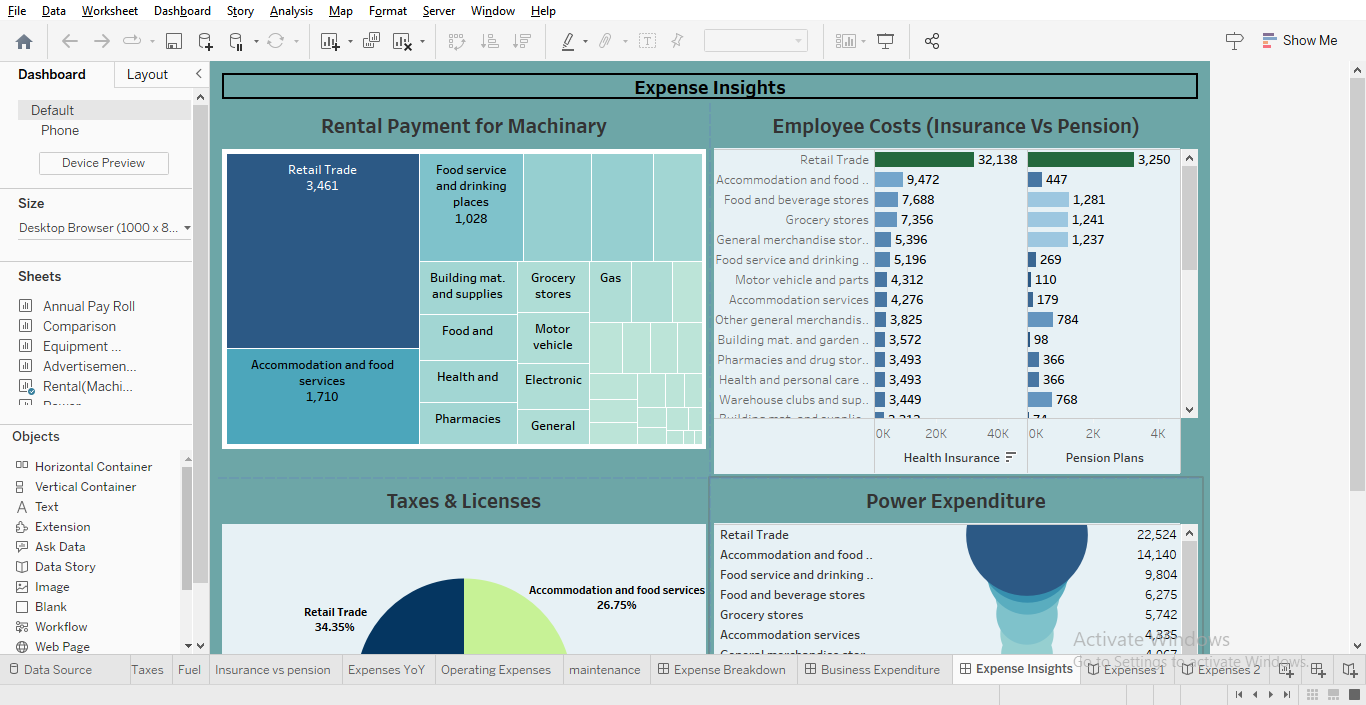 File Data Worksheet Dashboard Story Analysis Map Format Server Window Help
Show Me
Dashboard Layout
Default
Phone
Device Preview
Size
Desktop Browser (1000 x 8...
Sheets
Annual Pay Roll
Comparison
Equipment ...
Advertisemen...
Rental(Machi...
Power
Objects
Horizontal Container
Vertical Container
Text
Extension
Ask Data
Data Story
Image
Blank
Workflow
Web Page
Expense Insights
Rental Payment for Machinary
Retail Trade
3,461
Accommodation and food
services
1,710
Food service
and drinking
places
1,028
Building mat.
and supplies
Food and
Health and
Pharmacies
Grocery
stores
Motor
vehicle
Electronic
General
Gas
Employee Costs (Insurance Vs Pension)
Retail Trade 32,138 3,250
Accommodation and food .. 9,472 447
Food and beverage stores 7,688 1,281
Grocery stores 7,356 1,241
General merchandise stor.. 5,396 1,237
Food service and drinking .. 5,196 269
Motor vehicle and parts 4,312 110
Accommodation services 4,276 179
Other general merchandis.. 3,825 784
Building mat. and garden .. 3,572 98
Pharmacies and drug stor.. 3,493 366
Health and personal care .. 3,493 366
Warehouse clubs and sup.. 3,449 768
0K 20K 40K 0K 2K 4K
Health Insurance Pension Plans
Taxes & Licenses
Retail Trade
34.35%
Accommodation and food services
26.75%
Power Expenditure
Retail Trade 22,524
Accommodation and food .. 14,140
Food service and drinking .. 9,804
Food and beverage stores 6,275
Grocery stores 5,742
Accommodation services 4,335
Activate Windows
Go to Settings to activate Windows.
Data Source Taxes Fuel Insurance vs pension Expenses YoY Operating Expenses maintenance Expense Breakdown Business Expenditure Expense Insights Expenses 1 Expenses 2